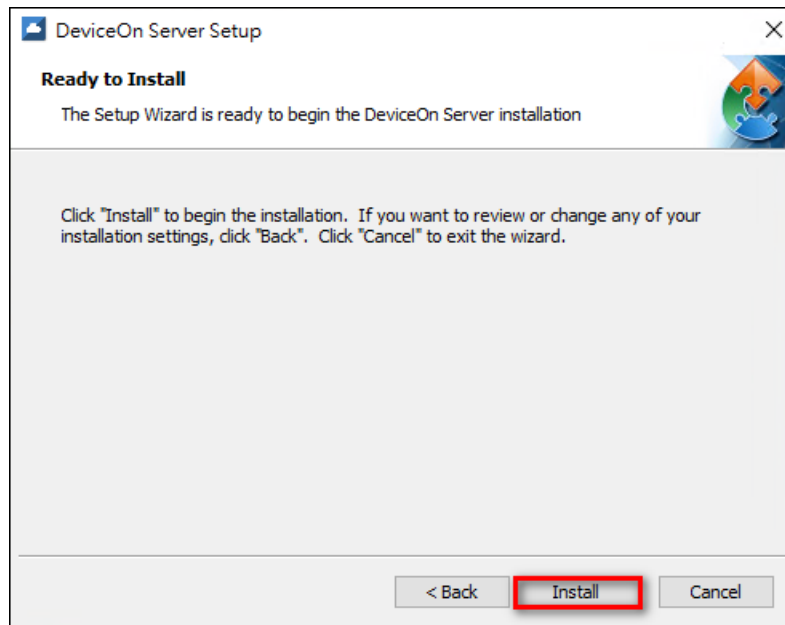 DeviceOn Server Setup
Ready to Install
The Setup Wizard is ready to begin the DeviceOn Server installation
Click "Install" to begin the installation.  If you want to review or change any of your
installation settings, click "Back".  Click "Cancel" to exit the wizard.
< Back Install Cancel